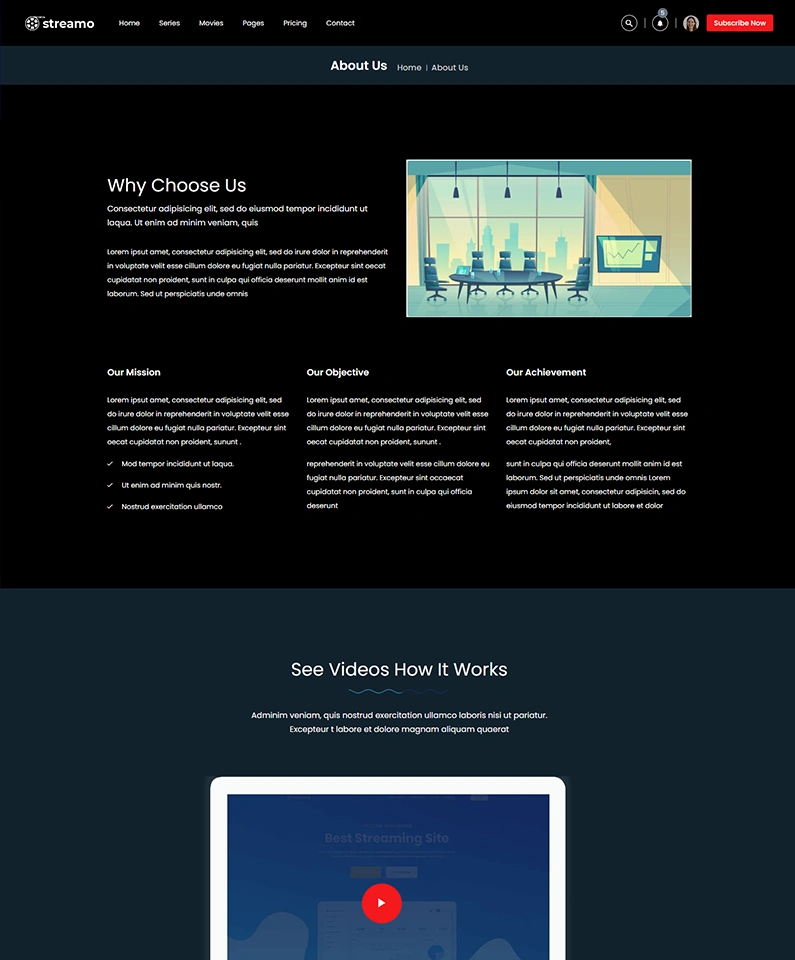 streamo
Home Series Movies Pages Pricing Contact
5
Subscribe Now
About Us Home | About Us
Why Choose Us
Consectetur adipisicing elit, sed do eiusmod tempor incididunt ut
laqua. Ut enim ad minim veniam, quis
Lorem ipsut amet, consectetur adipisicing elit, sed do irure dolor in reprehenderit
in voluptate velit esse cillum dolore eu fugiat nulla pariatur. Excepteur sint oecat
cupidatat non proident, sunt in culpa qui officia deserunt mollit anim id est
laborum. Sed ut perspiciatis unde omnis
Our Mission
Lorem ipsut amet, consectetur adipisicing elit, sed
do irure dolor in reprehenderit in voluptate velit esse
cillum dolore eu fugiat nulla pariatur. Excepteur sint
oecat cupidatat non proident, sununt .
Mod tempor incididunt ut laqua.
Ut enim ad minim quis nostr.
Nostrud exercitation ullamco
Our Objective
Lorem ipsut amet, consectetur adipisicing elit, sed
do irure dolor in reprehenderit in voluptate velit esse
cillum dolore eu fugiat nulla pariatur. Excepteur sint
oecat cupidatat non proident, sununt .
reprehenderit in voluptate velit esse cillum dolore eu
fugiat nulla pariatur. Excepteur sint occaecat
cupidatat non proident, sunt in culpa qui officia
deserunt
Our Achievement
Lorem ipsut amet, consectetur adipisicing elit, sed
do irure dolor in reprehenderit in voluptate velit esse
cillum dolore eu fugiat nulla pariatur. Excepteur sint
oecat cupidatat non proident,
sunt in culpa qui officia deserunt mollit anim id est
laborum. Sed ut perspiciatis unde omnis Lorem
ipsum dolor sit amet, consectetur adipisicin, sed do
eiusmod tempor incididunt ut labore et dolor
See Videos How It Works
Adminim veniam, quis nostrud exercitation ullamco laboris nisi ut pariatur.
Excepteur t labore et dolore magnam aliquam quaerat
Best Streaming Site